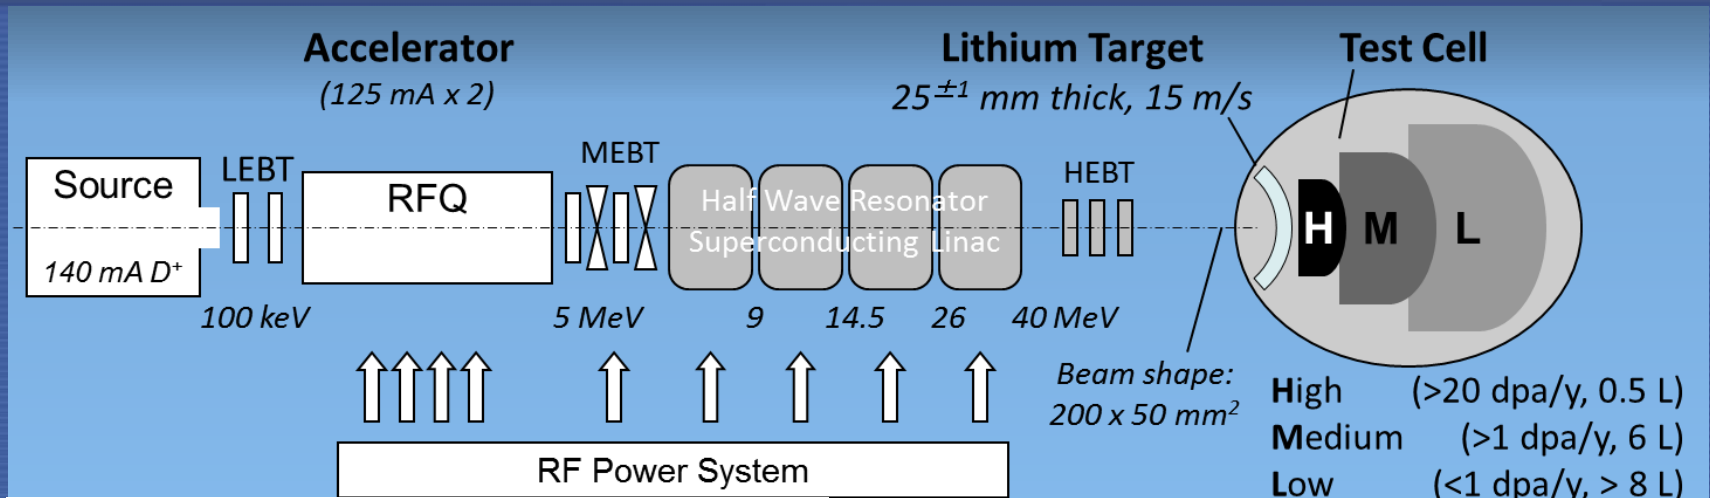 Accelerator
(125 mA x 2)
Lithium Target
25±1 mm thick, 15 m/s
Test Cell
Source
140 mA D+
LEBT
RFQ
MEBT
Half Wave Resonator
Superconducting Linac
HEBT
H M L
100 keV
5 MeV
9
14.5
26
40 MeV
Beam shape:
200 x 50 mm2
RF Power System
High (>20 dpa/y, 0.5 L)
Medium (>1 dpa/y, 6 L)
Low (<1 dpa/y, > 8 L)